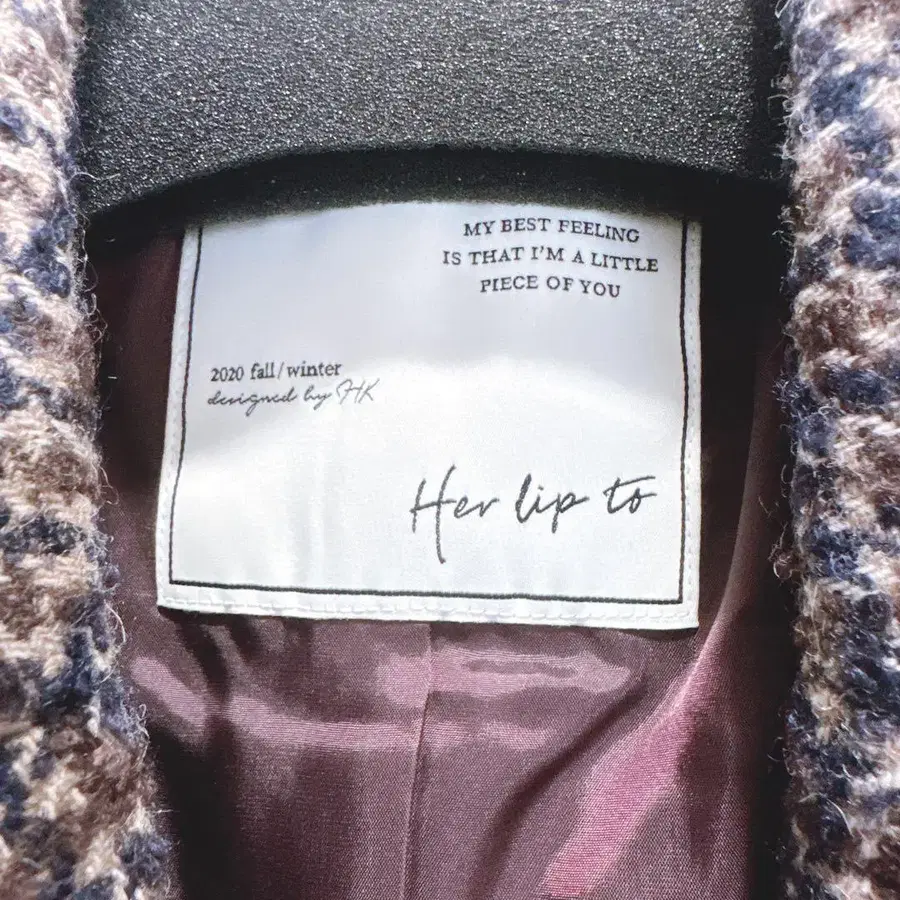 MY BEST FEELING
IS THAT I'M A LITTLE
PIECE OF YOU
2020 fall/winter
designed by HK
Her lip to